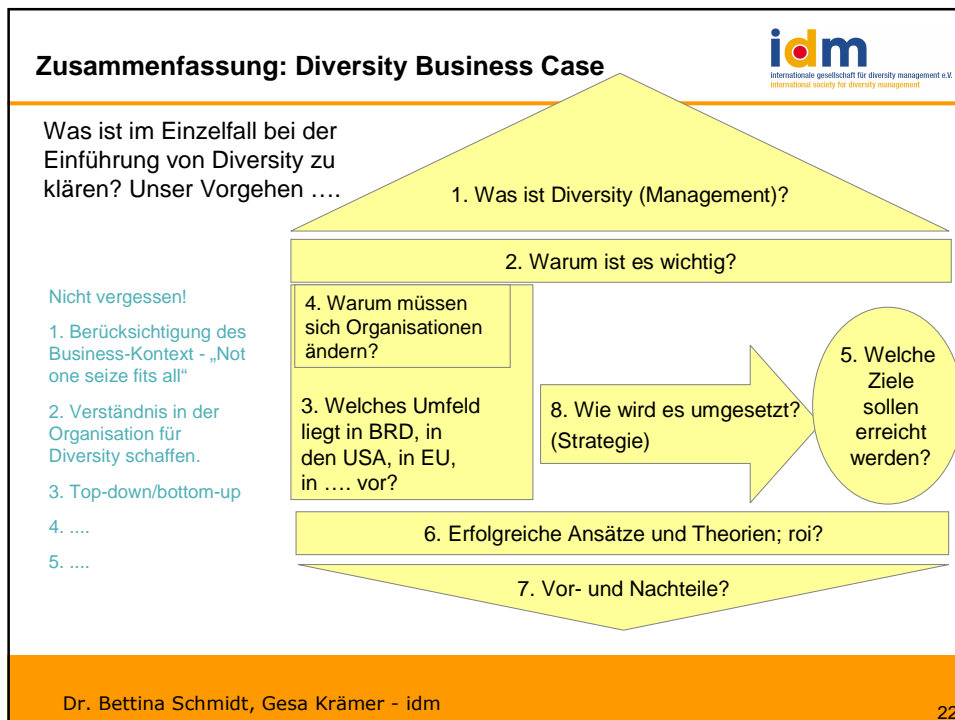 Zusammenfassung: Diversity Business Case
idm
internationale gesellschaft für diversity management e.V.
international society for diversity management
Was ist im Einzelfall bei der
Einführung von Diversity zu
klären? Unser Vorgehen ….
1. Was ist Diversity (Management)?
2. Warum ist es wichtig?
Nicht vergessen!
1. Berücksichtigung des
Business-Kontext - „Not
one seize fits all“
2. Verständnis in der
Organisation für
Diversity schaffen.
3. Top-down/bottom-up
4. ....
5. ....
4. Warum müssen
sich Organisationen
ändern?
3. Welches Umfeld
liegt in BRD, in
den USA, in EU,
in …. vor?
8. Wie wird es umgesetzt?
(Strategie)
5. Welche
Ziele
sollen
erreicht
werden?
6. Erfolgreiche Ansätze und Theorien; roi?
7. Vor- und Nachteile?
Dr. Bettina Schmidt, Gesa Krämer - idm
22